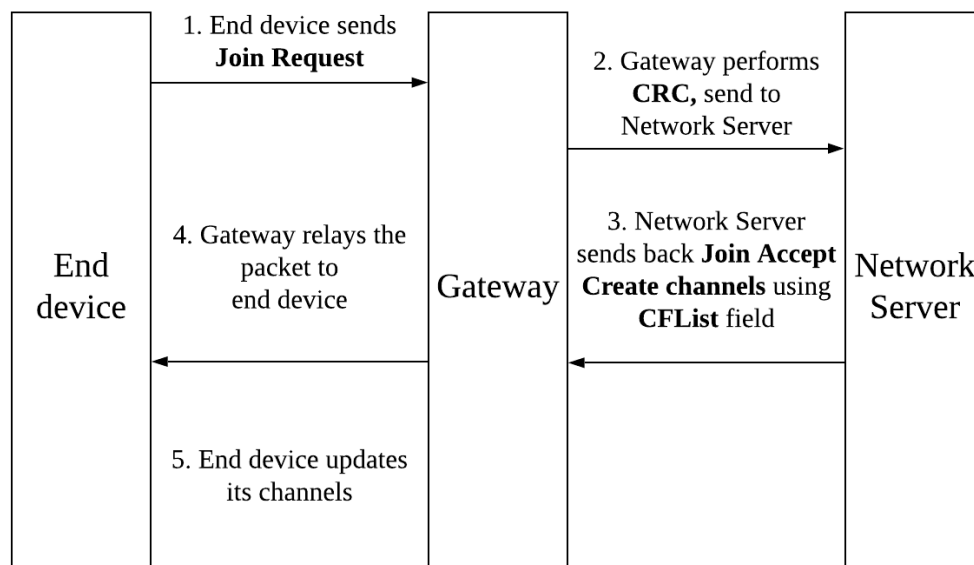 1. End device sends
Join Request
2. Gateway performs
CRC, send to
Network Server
3. Network Server
sends back Join Accept
Create channels using
CFList field
4. Gateway relays the
packet to
end device
5. End device updates
its channels
End
device
Gateway
Network
Server